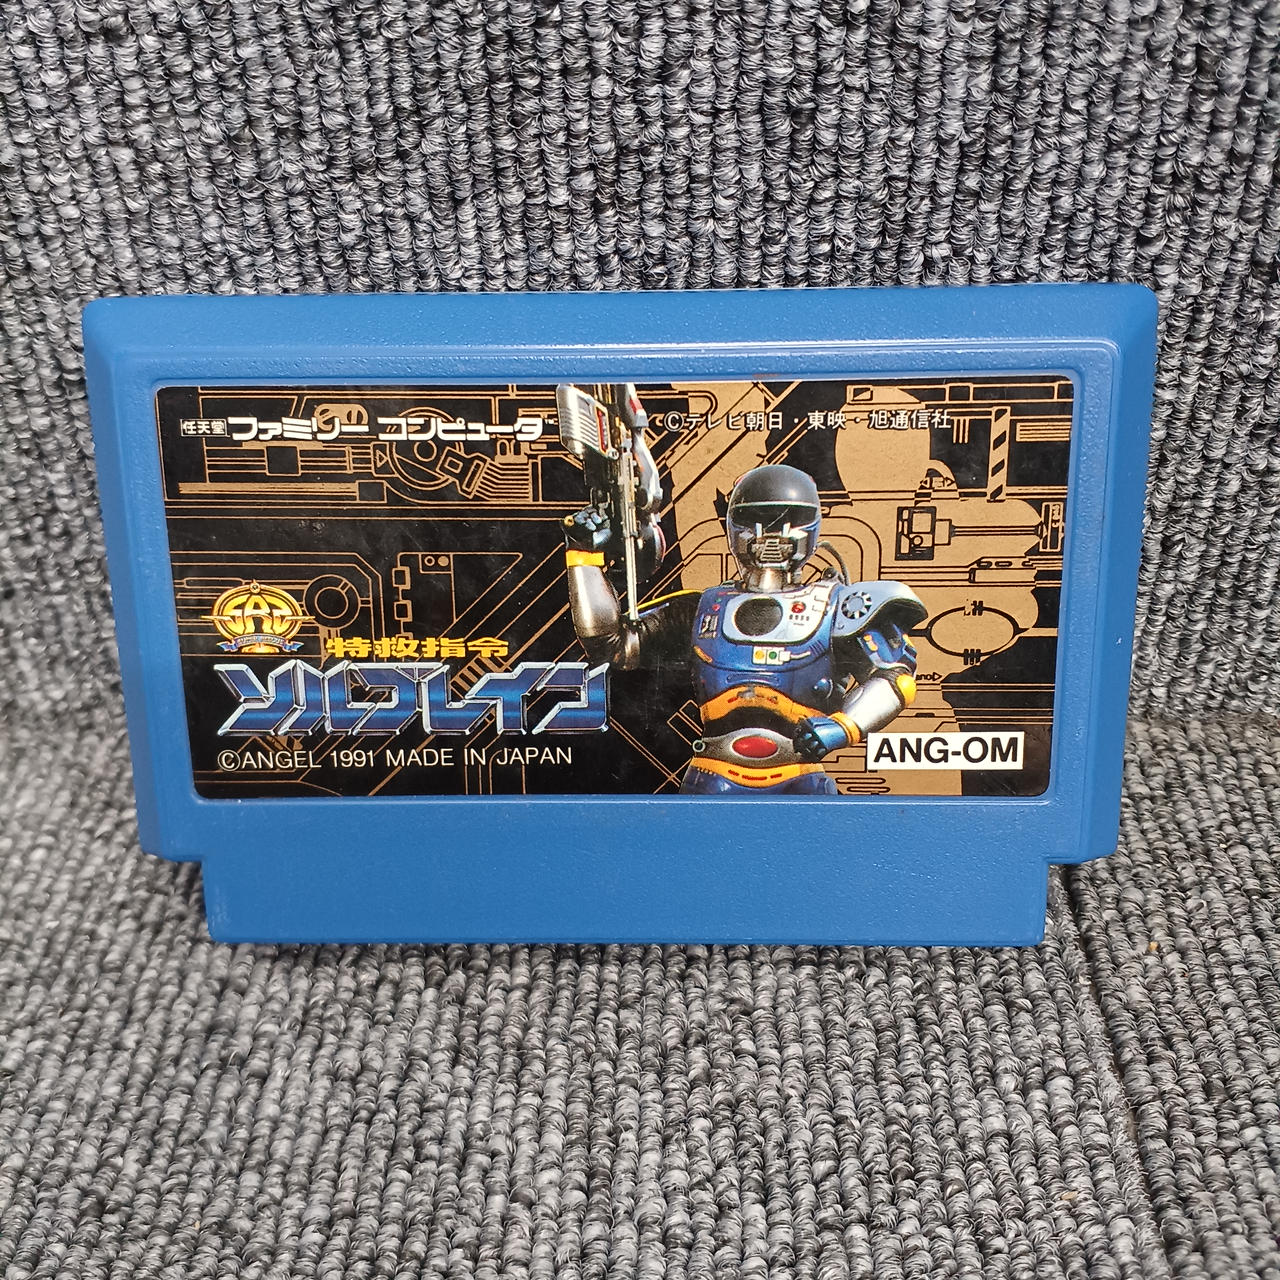 任天堂 ファミリー コンピュータ™
©テレビ朝日・東映・旭通信社
特救指令
ソルブレイン
©ANGEL 1991 MADE IN JAPAN
ANG-OM